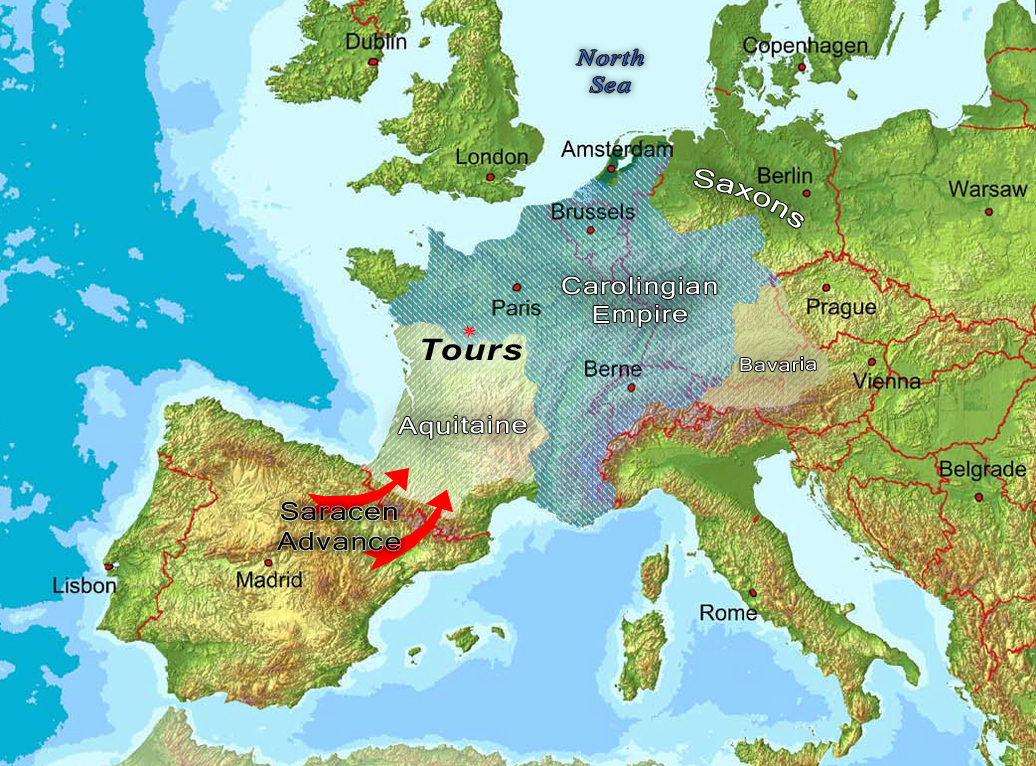 Dublin
North
Sea
Copenhagen
London
Amsterdam
Saxons
Berlin
Warsaw
Brussels
Carolingian
Empire
Paris
Prague
Tours
Berne
Bavaria
Vienna
Aquitaine
Belgrade
Saracen
Advance
Lisbon
Madrid
Rome